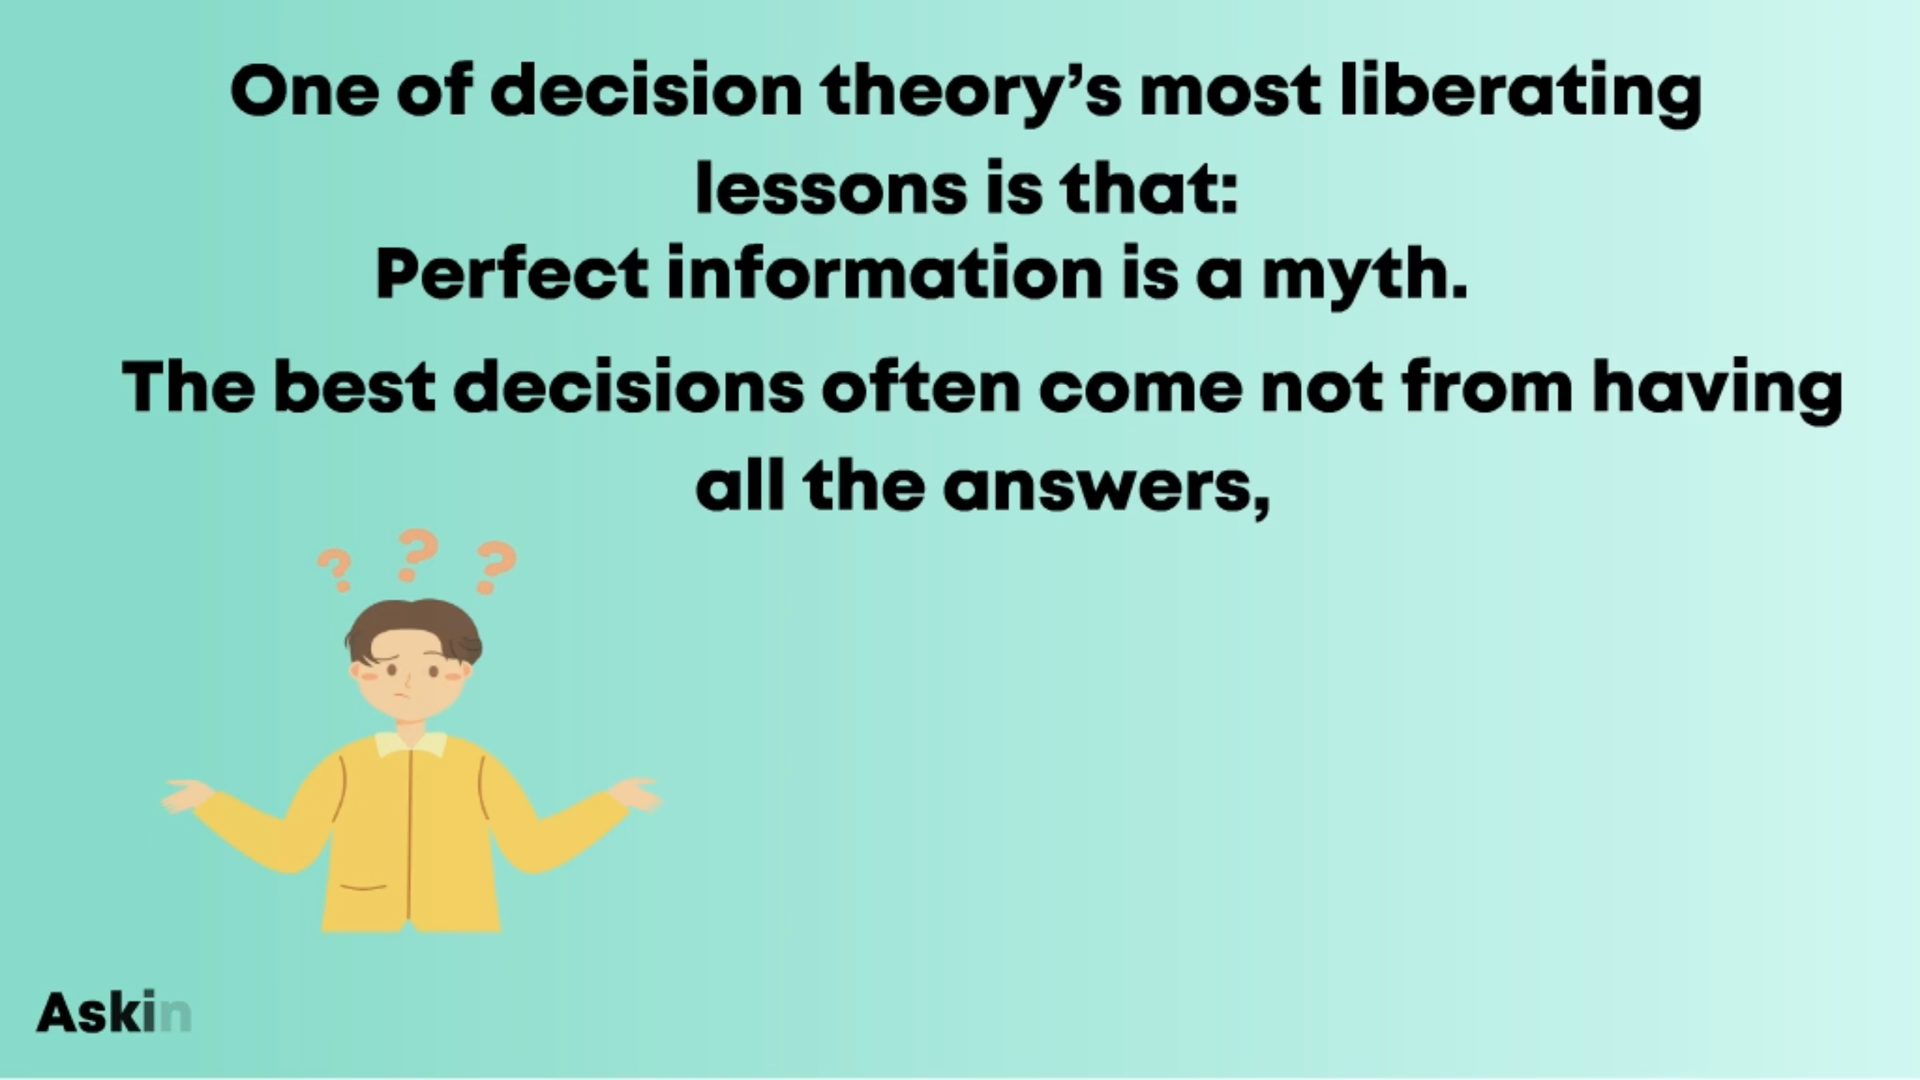 One of decision theory’s most liberating
lessons is that:
Perfect information is a myth.
The best decisions often come not from having
all the answers,
? ? ?
Askin